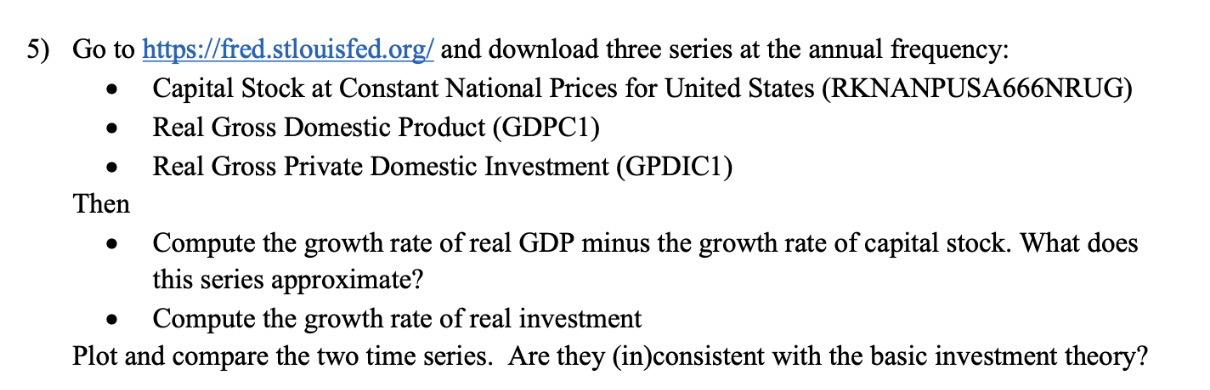 5) Go to https://fred.stlouisfed.org/ and download three series at the annual frequency:
• Capital Stock at Constant National Prices for United States (RKNANPUSA666NRUG)
• Real Gross Domestic Product (GDPC1)
• Real Gross Private Domestic Investment (GPDIC1)
Then
• Compute the growth rate of real GDP minus the growth rate of capital stock. What does
this series approximate?
• Compute the growth rate of real investment
Plot and compare the two time series. Are they (in)consistent with the basic investment theory?